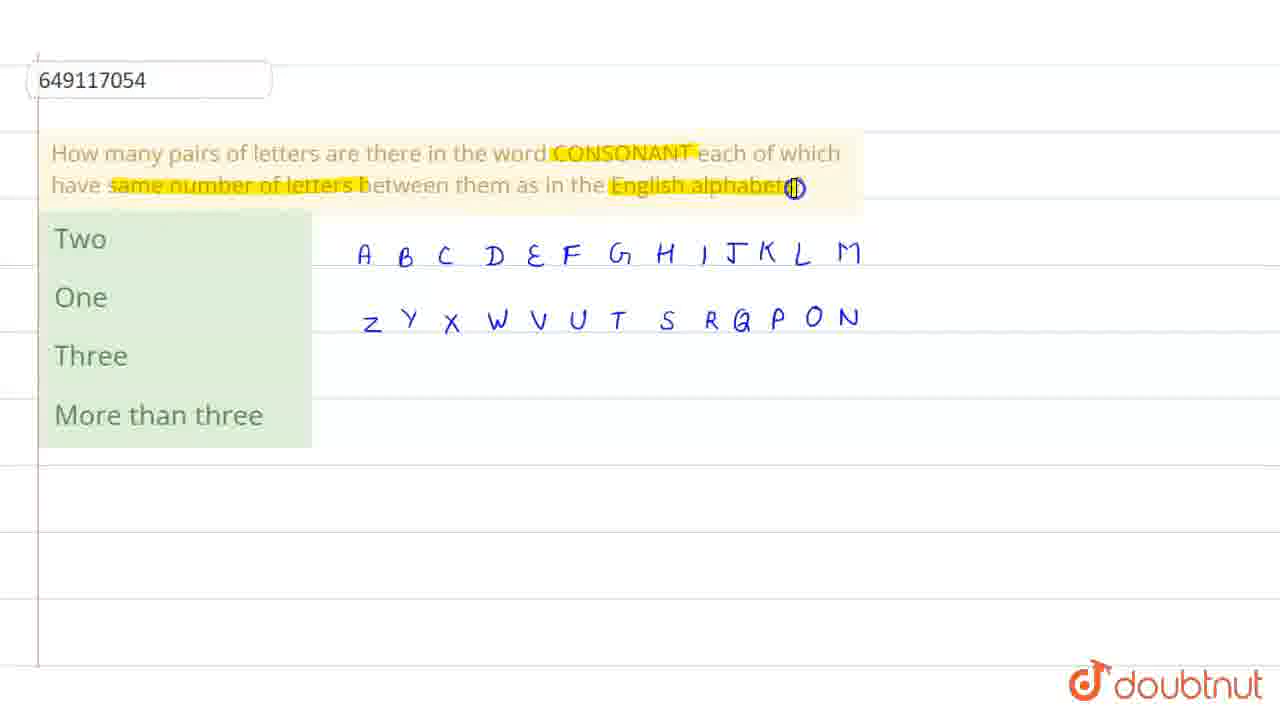 649117054
How many pairs of letters are there in the word CONSONANT each of which
have same number of letters between them as in the English alphabet?
Two
One
Three
More than three
A B C D E F G H I J K L M
Z Y X W V U T S R Q P O N
doubtnut